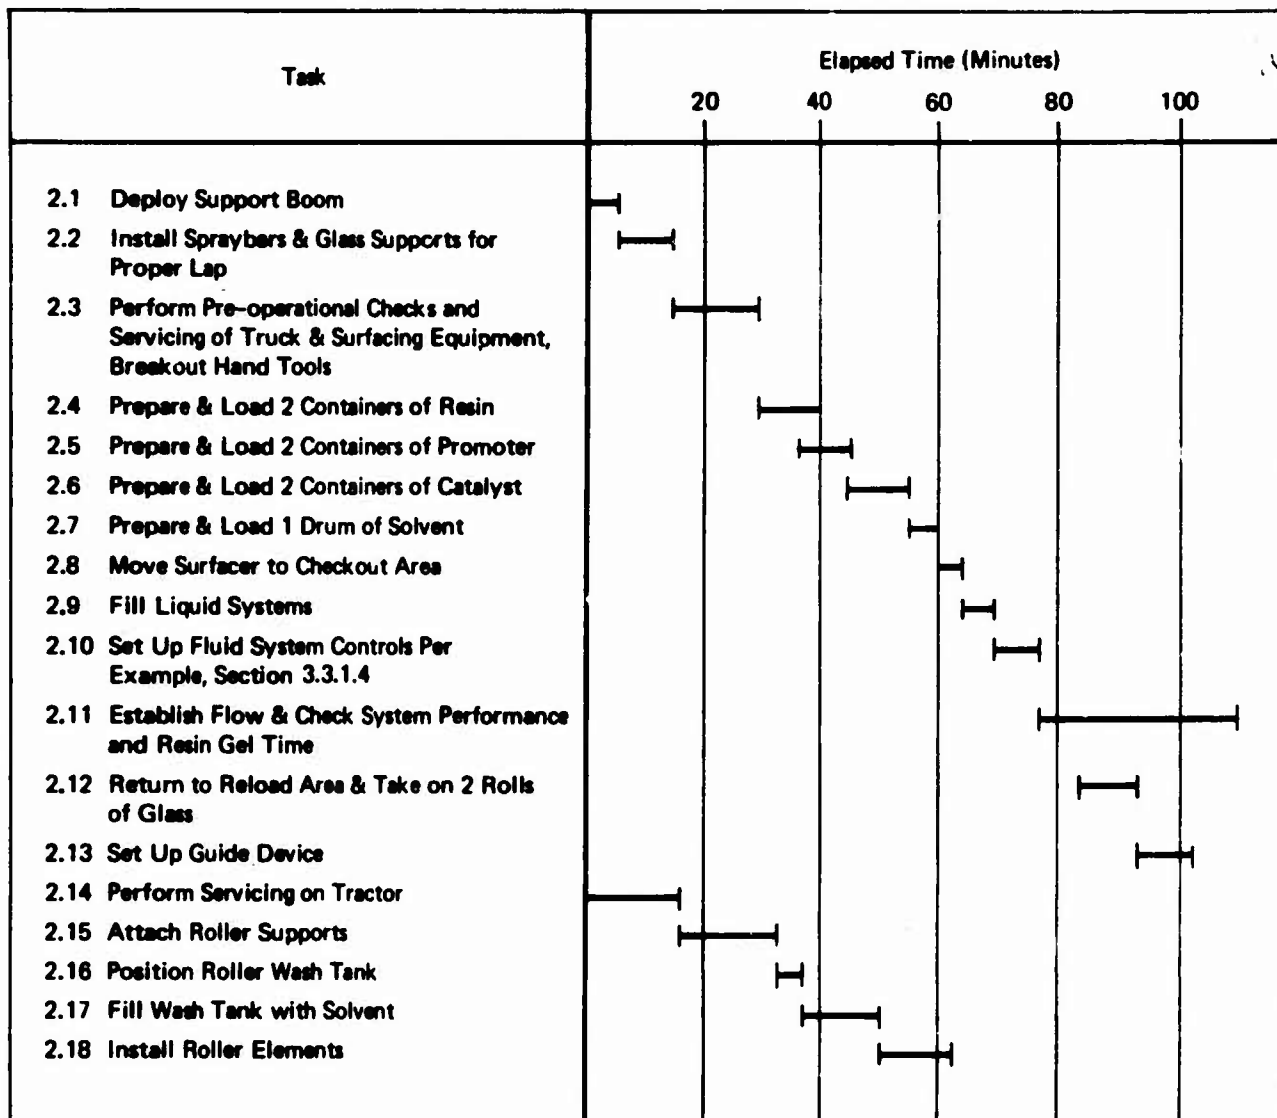 Task
Elapsed Time (Minutes)
20 40 60 80 100
2.1 Deploy Support Boom
2.2 Install Spraybars & Glass Supports for
Proper Lap
2.3 Perform Pre-operational Checks and
Servicing of Truck & Surfacing Equipment,
Breakout Hand Tools
2.4 Prepare & Load 2 Containers of Resin
2.5 Prepare & Load 2 Containers of Promoter
2.6 Prepare & Load 2 Containers of Catalyst
2.7 Prepare & Load 1 Drum of Solvent
2.8 Move Surfacer to Checkout Area
2.9 Fill Liquid Systems
2.10 Set Up Fluid System Controls Per
Example, Section 3.3.1.4
2.11 Establish Flow & Check System Performance
and Resin Gel Time
2.12 Return to Reload Area & Take on 2 Rolls
of Glass
2.13 Set Up Guide Device
2.14 Perform Servicing on Tractor
2.15 Attach Roller Supports
2.16 Position Roller Wash Tank
2.17 Fill Wash Tank with Solvent
2.18 Install Roller Elements